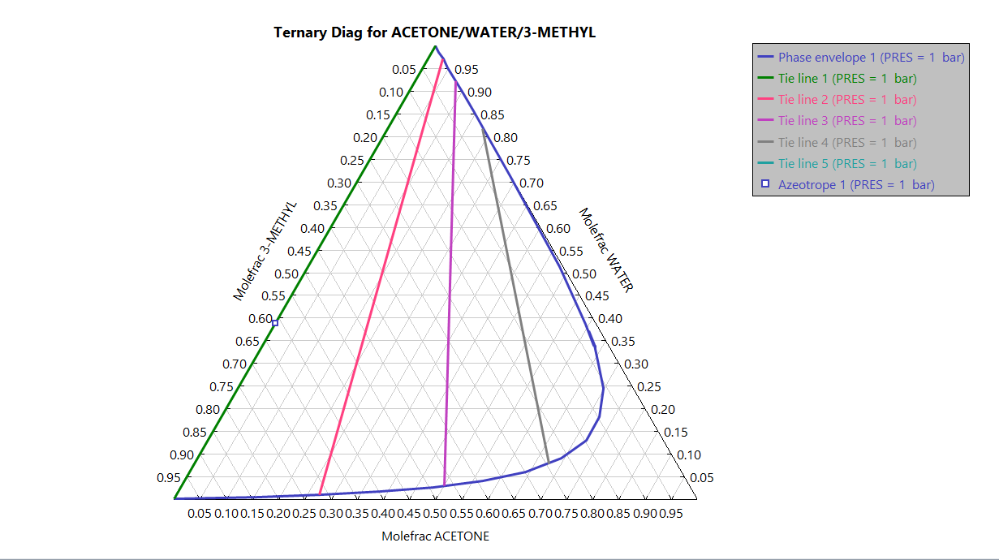 Ternary Diag for ACETONE/WATER/3-METHYL
Phase envelope 1 (PRES = 1 bar)
Tie line 1 (PRES = 1 bar)
Tie line 2 (PRES = 1 bar)
Tie line 3 (PRES = 1 bar)
Tie line 4 (PRES = 1 bar)
Tie line 5 (PRES = 1 bar)
Azeotrope 1 (PRES = 1 bar)
0.05 0.95
0.10 0.90
0.15 0.85
0.20 0.80
0.25 0.75
0.30 0.70
0.35 0.65
0.40 0.60
0.45 0.55
0.50 0.50
0.55 0.45
0.60 0.40
0.65 0.35
0.70 0.30
0.75 0.25
0.80 0.20
0.85 0.15
0.90 0.10
0.95 0.05
Molefrac 3-METHYL
Molefrac WATER
0.05 0.10 0.15 0.20 0.25 0.30 0.35 0.40 0.45 0.50 0.55 0.60 0.65 0.70 0.75 0.80 0.85 0.90 0.95
Molefrac ACETONE